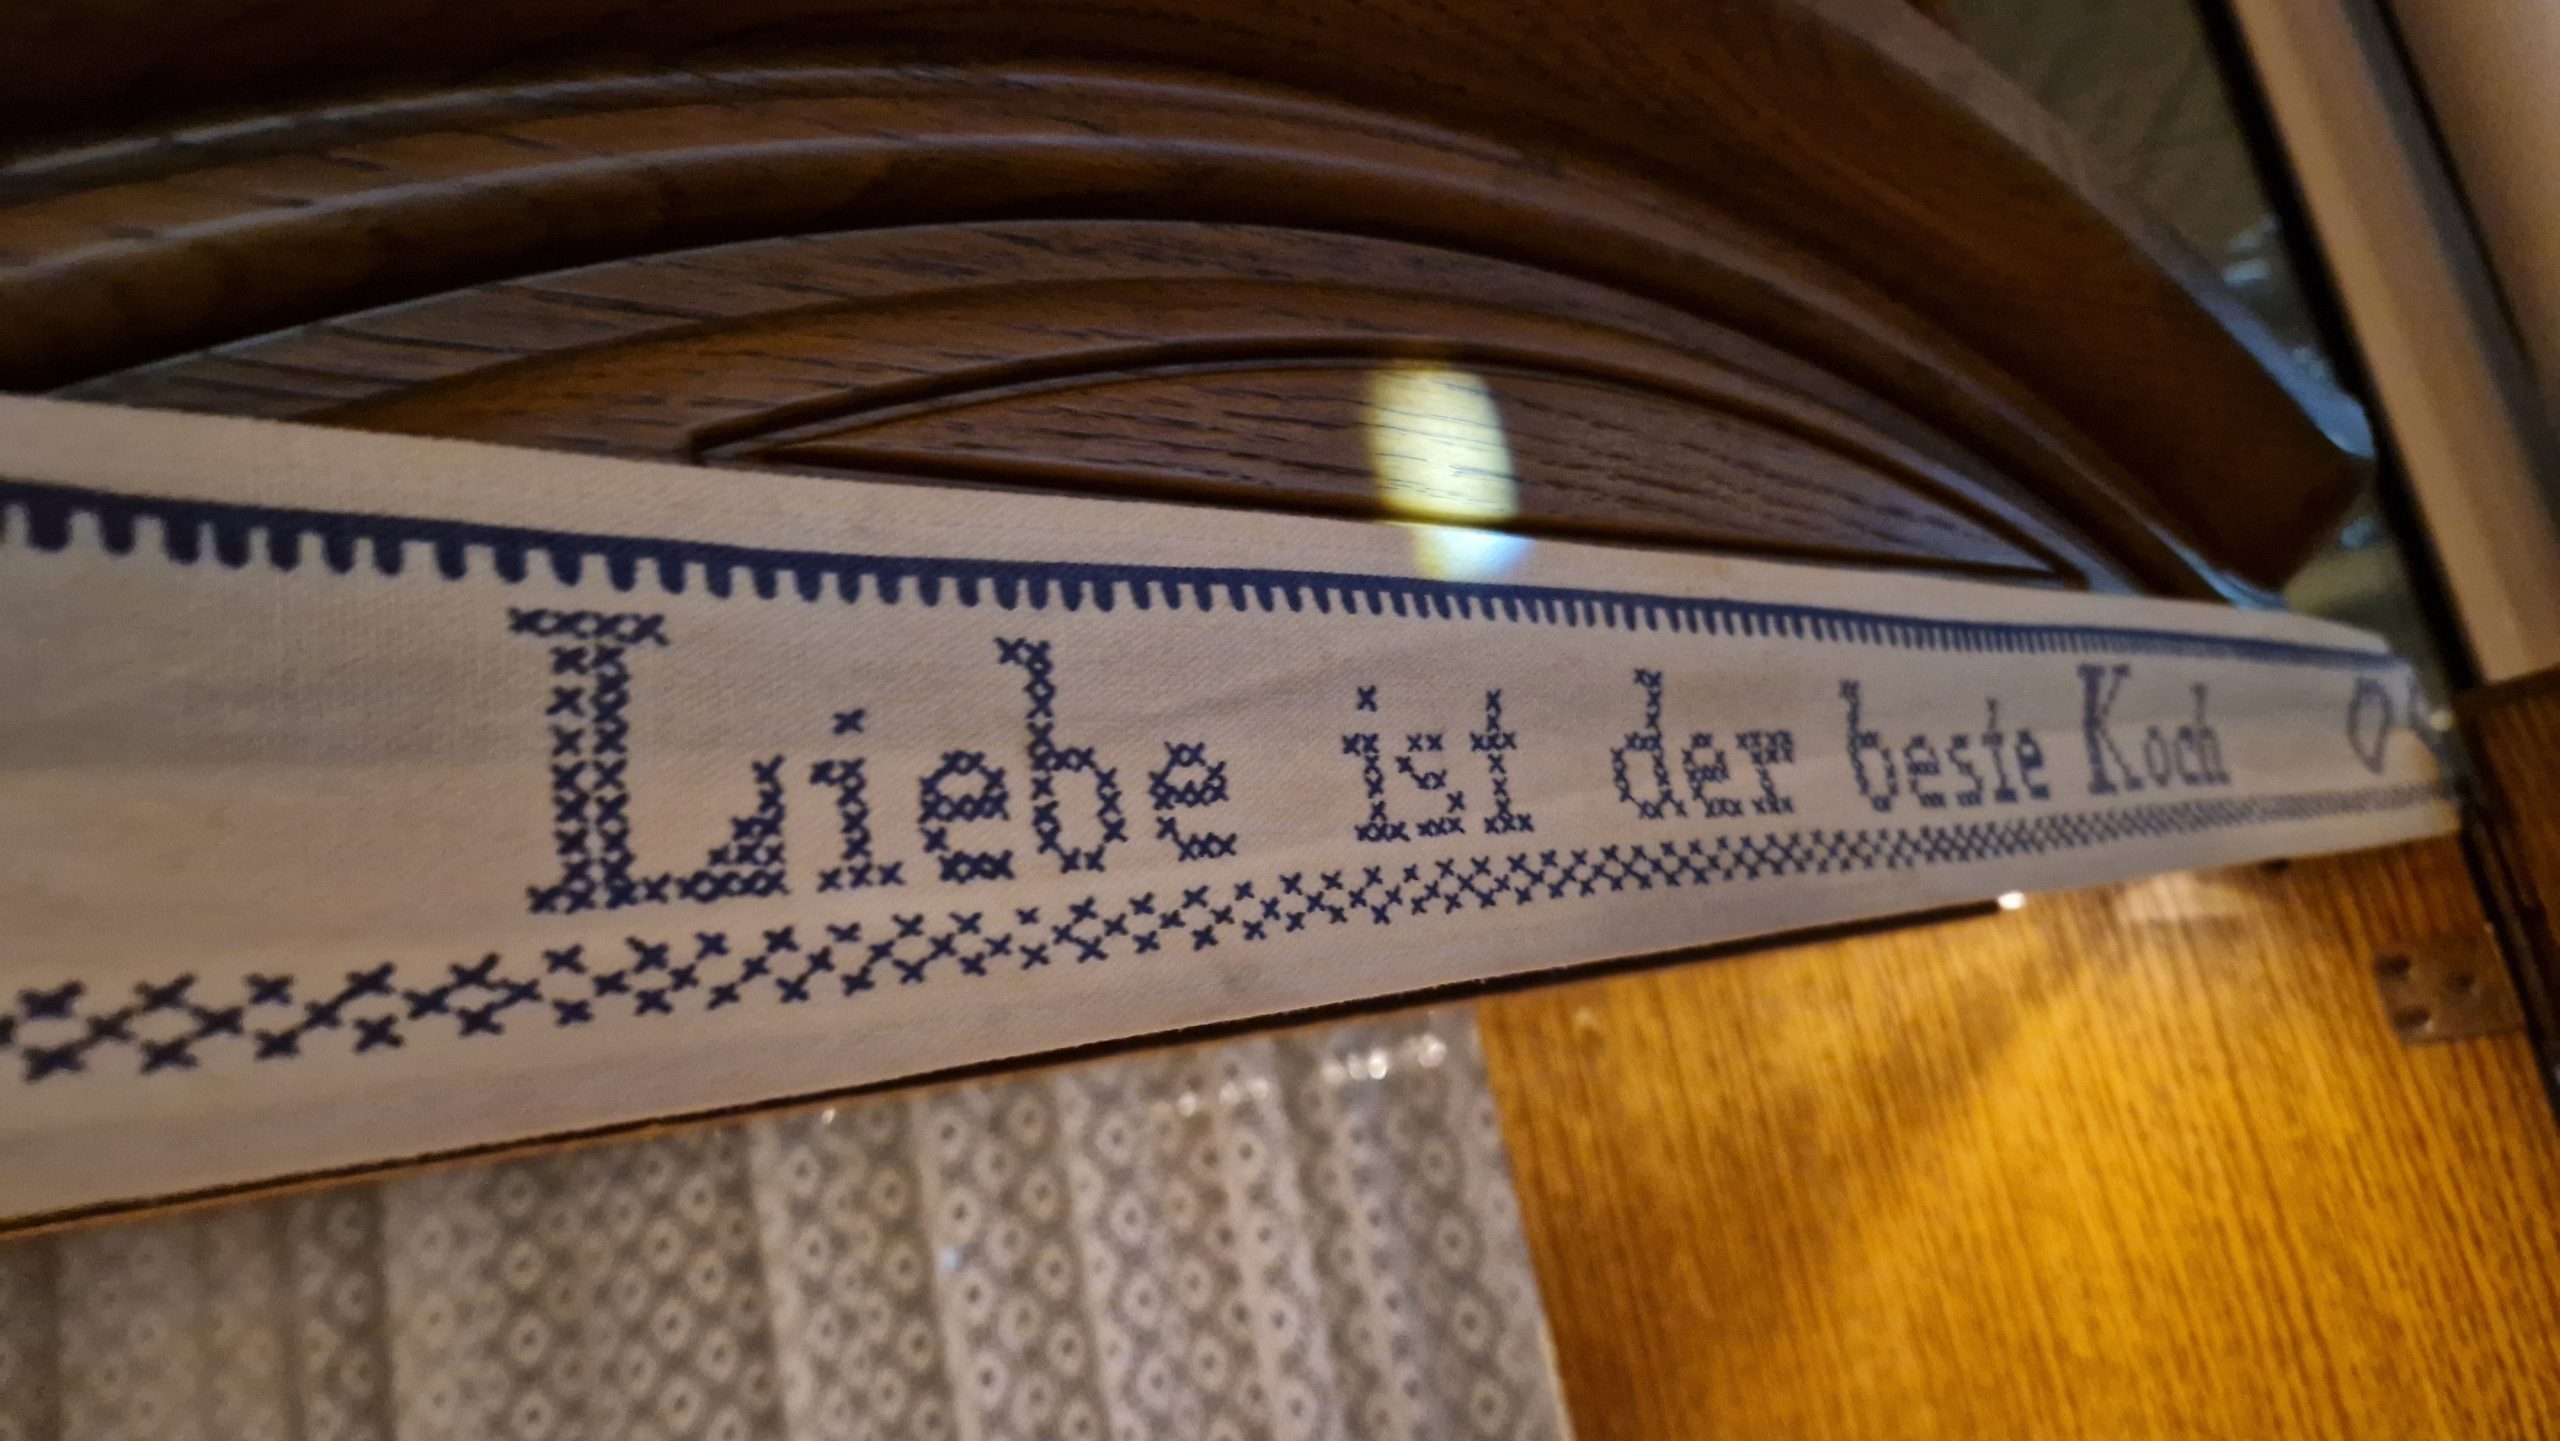 Liebe ist der beste Koch